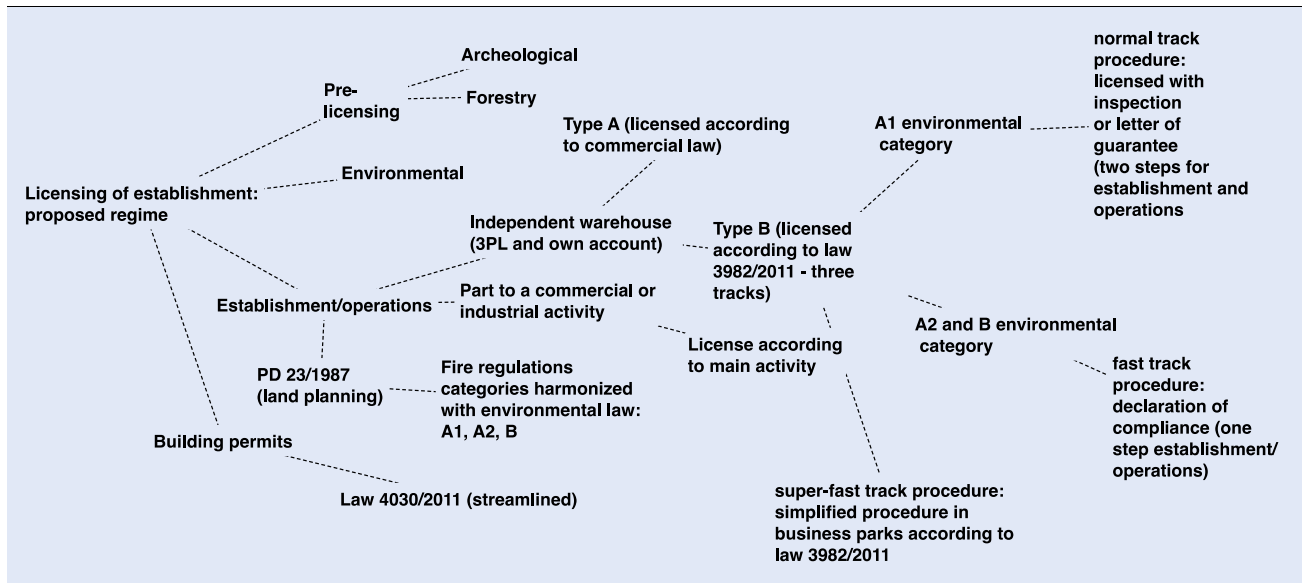 Archeological
Pre-
licensing
Forestry
Environmental
Licensing of establishment:
proposed regime
Type A (licensed according
to commercial law)
Independent warehouse
(3PL and own account)
Establishment/operations
Part to a commercial or
industrial activity
PD 23/1987
(land planning)
Fire regulations
categories harmonized
with environmental law:
A1, A2, B
Building permits
Law 4030/2011 (streamlined)
Type B (licensed
according to law
3982/2011 - three
tracks)
License according
to main activity
A1 environmental
category
normal track
procedure:
licensed with
inspection
or letter of
guarantee
(two steps for
establishment and
operations
A2 and B environmental
category
fast track
procedure:
declaration of
compliance (one
step establishment/
operations)
super-fast track procedure:
simplified procedure in
business parks according to
law 3982/2011